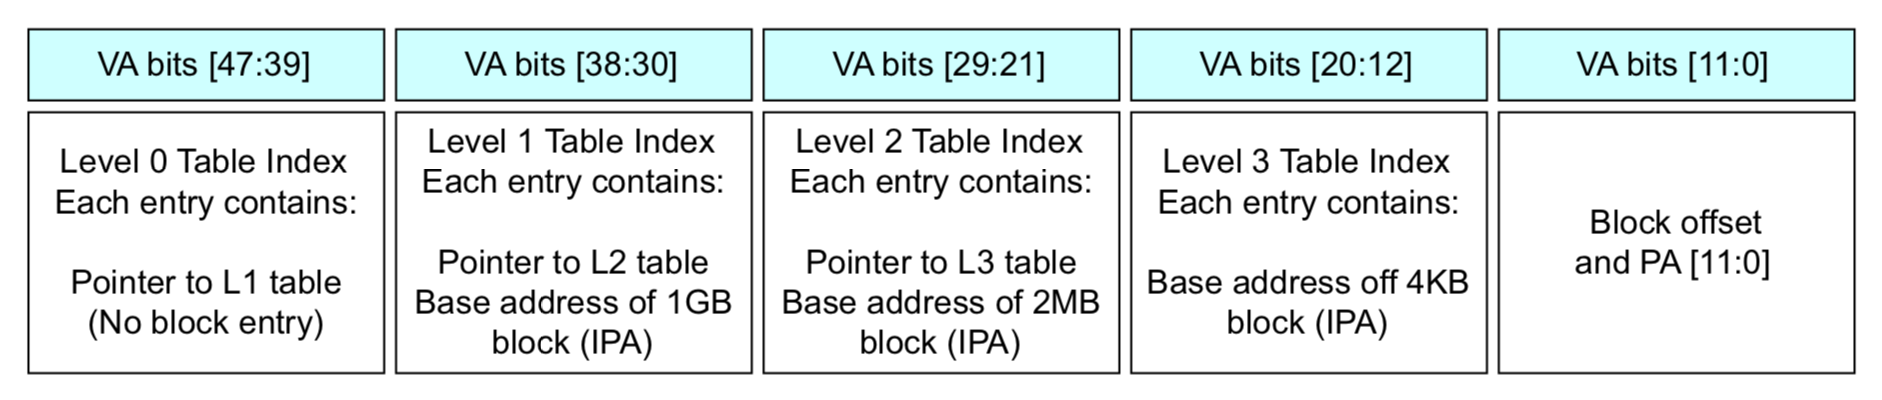 VA bits [47:39]
VA bits [38:30]
VA bits [29:21]
VA bits [20:12]
VA bits [11:0]
Level 0 Table Index
Each entry contains:
Pointer to L1 table
(No block entry)
Level 1 Table Index
Each entry contains:
Pointer to L2 table
Base address of 1GB
block (IPA)
Level 2 Table Index
Each entry contains:
Pointer to L3 table
Base address of 2MB
block (IPA)
Level 3 Table Index
Each entry contains:
Base address off 4KB
block (IPA)
Block offset
and PA [11:0]